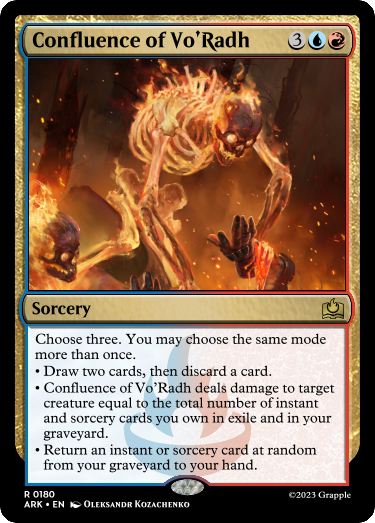 Confluence of Vo'Radh 3
Sorcery
Choose three. You may choose the same mode
more than once.
• Draw two cards, then discard a card.
• Confluence of Vo'Radh deals damage to target
creature equal to the total number of instant
and sorcery cards you own in exile and in your
graveyard.
• Return an instant or sorcery card at random
from your graveyard to your hand.
R 0180
ARK • EN Oleksandr Kozachenko
©2023 Grapple